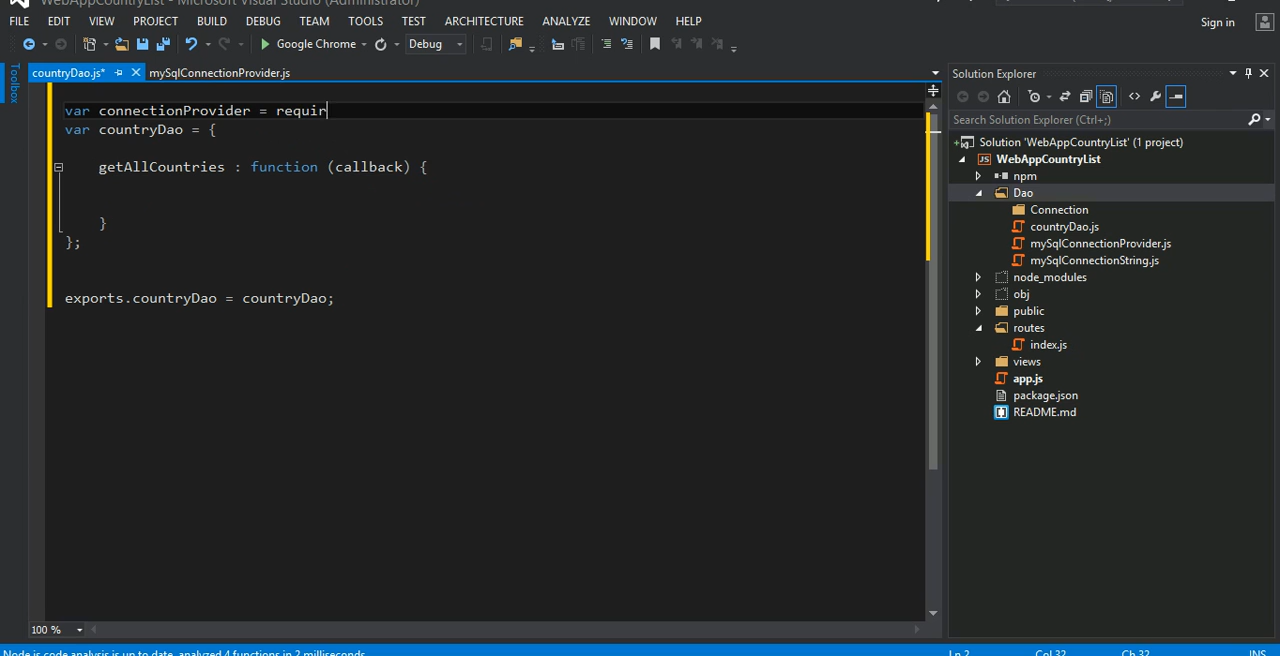 WebAppCountryList - Microsoft Visual Studio (Administrator)
FILE EDIT VIEW PROJECT BUILD DEBUG TEAM TOOLS TEST ARCHITECTURE ANALYZE WINDOW HELP
Sign in
Google Chrome Debug
Toolbox
countryDao.js* mySqlConnectionProvider.js
var connectionProvider = requir
var countryDao = {
getAllCountries : function (callback) {
}
};
exports.countryDao = countryDao;
100 %
Solution Explorer
Search Solution Explorer (Ctrl+;)
Solution 'WebAppCountryList' (1 project)
JS WebAppCountryList
npm
Dao
Connection
countryDao.js
mySqlConnectionProvider.js
mySqlConnectionString.js
node_modules
obj
public
routes
index.js
views
app.js
package.json
README.md
Node.js code analysis is up to date, analyzed 4 functions in 2 milliseconds Ln 2 Col 32 Ch 32 INS